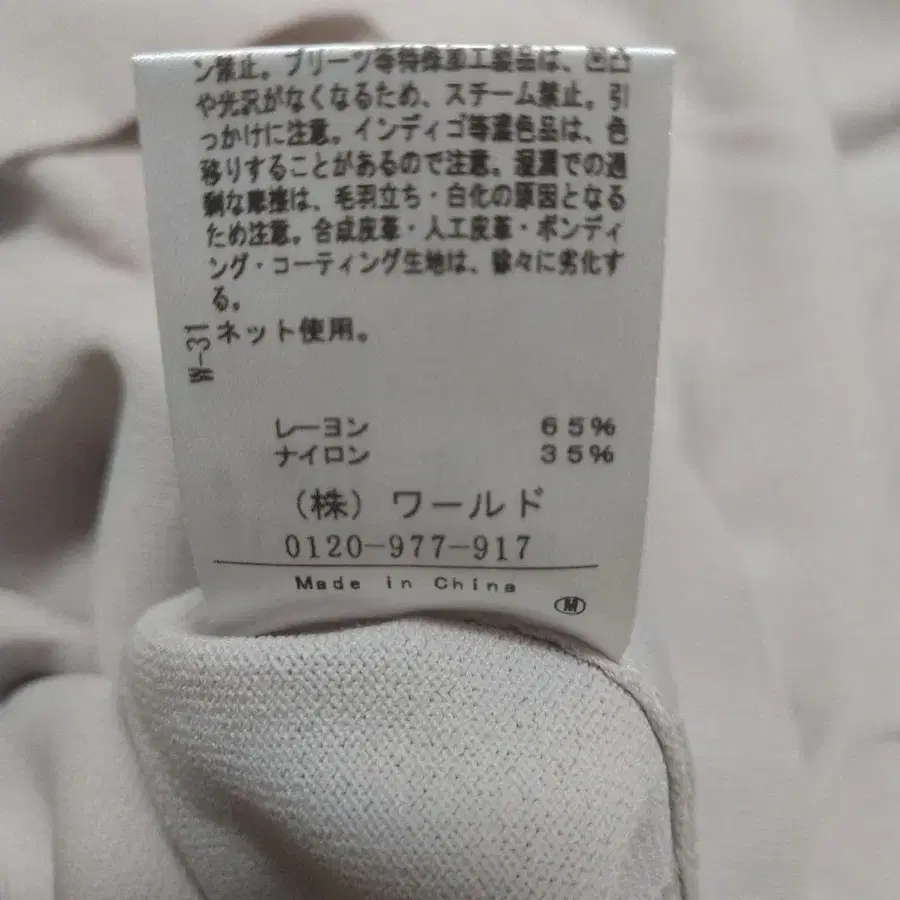 ン禁止。プリーツ等特殊加工製品は、凹凸
や光沢がなくなるため、スチーム禁止。引
っかけに注意。インディゴ等濃色品は、色
移りすることがあるので注意。湿潤での過
剰な摩擦は、毛羽立ち・白化の原因となる
ため注意。合成皮革・人工皮革・ボンディ
ング・コーティング生地は、徐々に劣化す
る。
ネット使用。
W-31
レーヨン 65%
ナイロン 35%
(株)ワールド
0120-977-917
Made in China
M